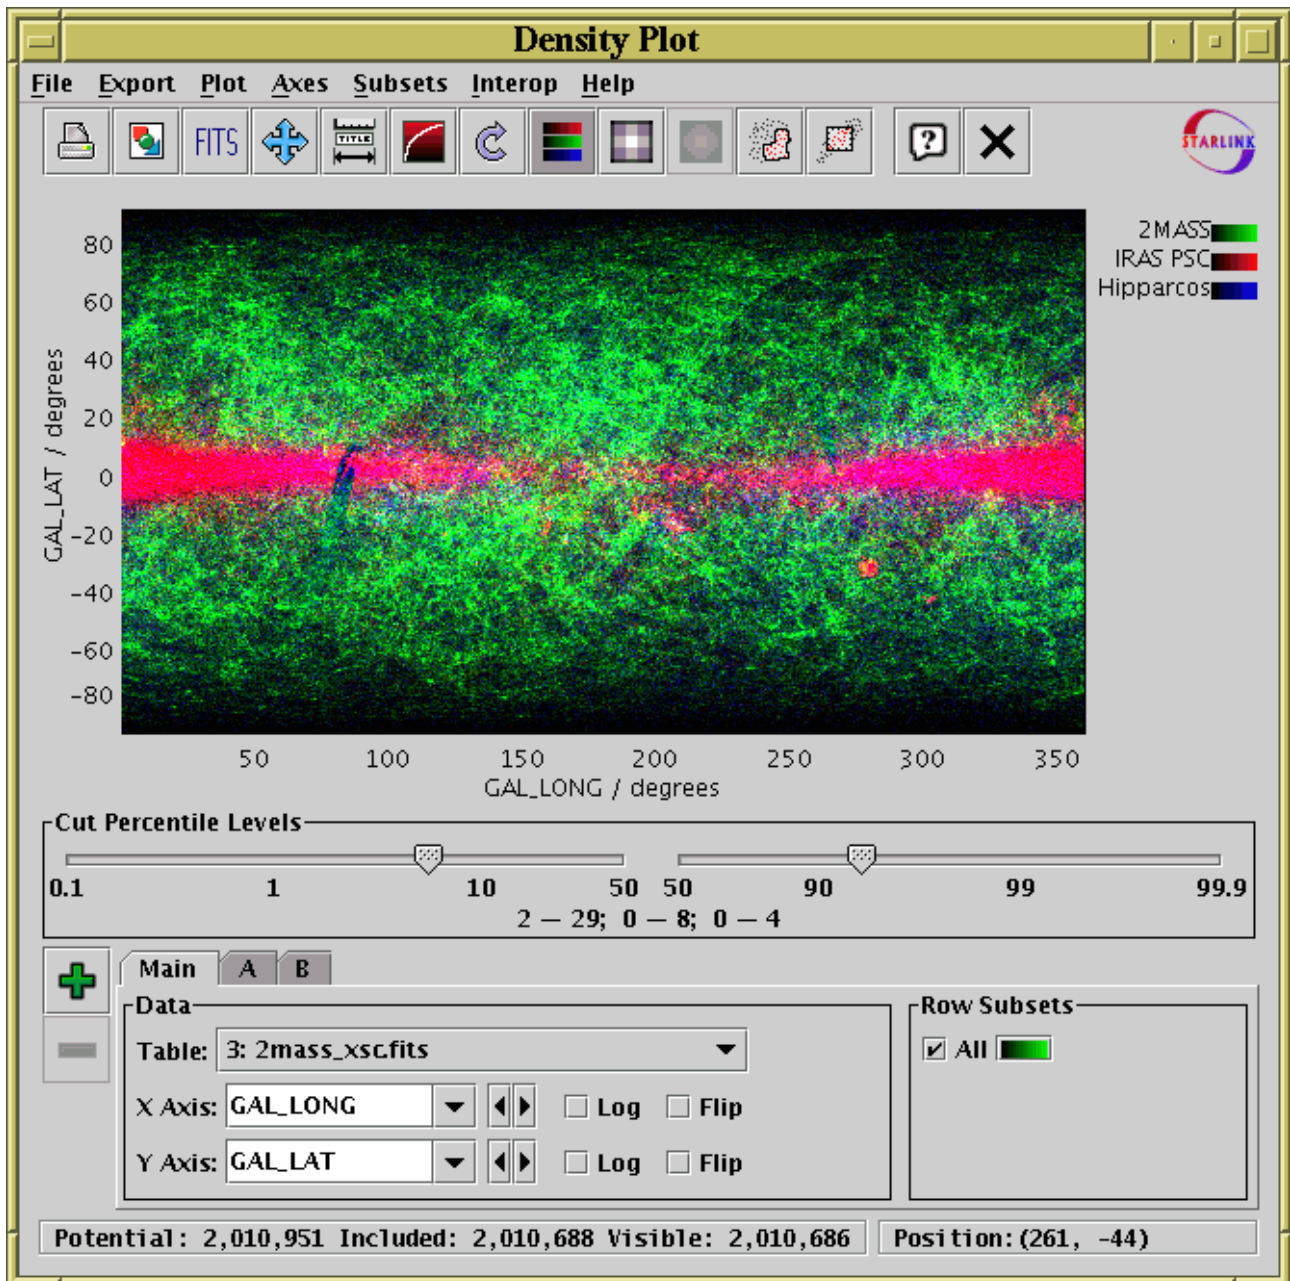 Density Plot
File Export Plot Axes Subsets Interop Help
FITS
TITLE
?
STARLINK
2MASS
IRAS PSC
Hipparcos
80
60
40
20
0
-20
-40
-60
-80
GAL_LAT / degrees
50 100 150 200 250 300 350
GAL_LONG / degrees
Cut Percentile Levels
0.1 1 10 50 50 90 99 99.9
2 — 29; 0 — 8; 0 — 4
Main A B
Data
Table: 3: 2mass_xsc.fits
X Axis: GAL_LONG Log Flip
Y Axis: GAL_LAT Log Flip
Row Subsets
All
Potential: 2,010,951 Included: 2,010,688 Visible: 2,010,686
Position: (261, -44)